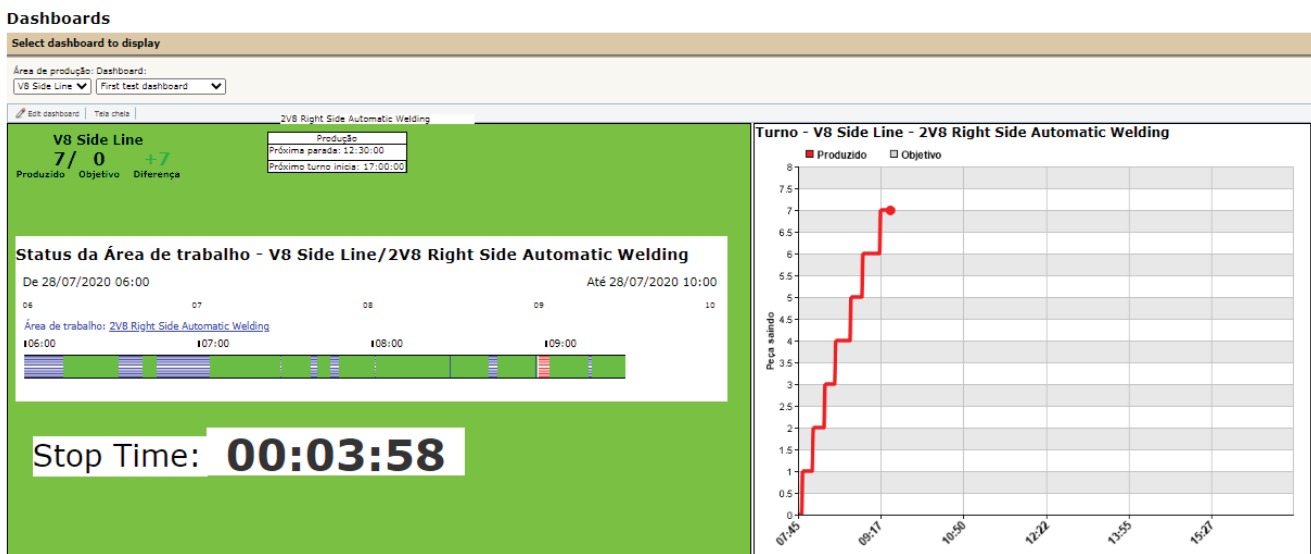 Dashboards
Select dashboard to display
Área de produção: Dashboard:
V8 Side Line First test dashboard
Edit dashboard Tela cheia
2V8 Right Side Automatic Welding
V8 Side Line
7/ 0 +7
Produzido Objetivo Diferença
Produção
Próxima parada: 12:30:00
Próximo turno inicia: 17:00:00
Status da Área de trabalho - V8 Side Line/2V8 Right Side Automatic Welding
De 28/07/2020 06:00 Até 28/07/2020 10:00
06 07 08 09 10
Área de trabalho: 2V8 Right Side Automatic Welding
06:00 07:00 08:00 09:00
Stop Time: 00:03:58
Turno - V8 Side Line - 2V8 Right Side Automatic Welding
Produzido Objetivo
8
7.5
7
6.5
6
5.5
5
4.5
4
3.5
3
2.5
2
1.5
1
0.5
0
Peça saindo
07:45 09:17 10:50 12:22 13:55 15:27